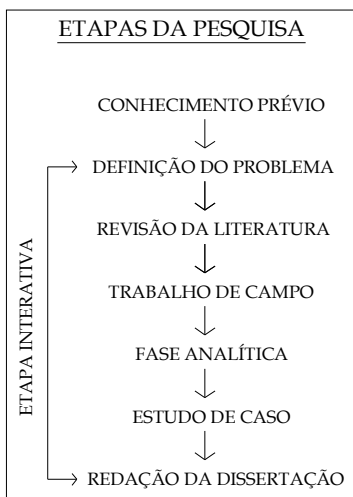 ETAPAS DA PESQUISA
CONHECIMENTO PRÉVIO
DEFINIÇÃO DO PROBLEMA
REVISÃO DA LITERATURA
TRABALHO DE CAMPO
FASE ANALÍTICA
ESTUDO DE CASO
REDAÇÃO DA DISSERTAÇÃO
ETAPA INTERATIVA